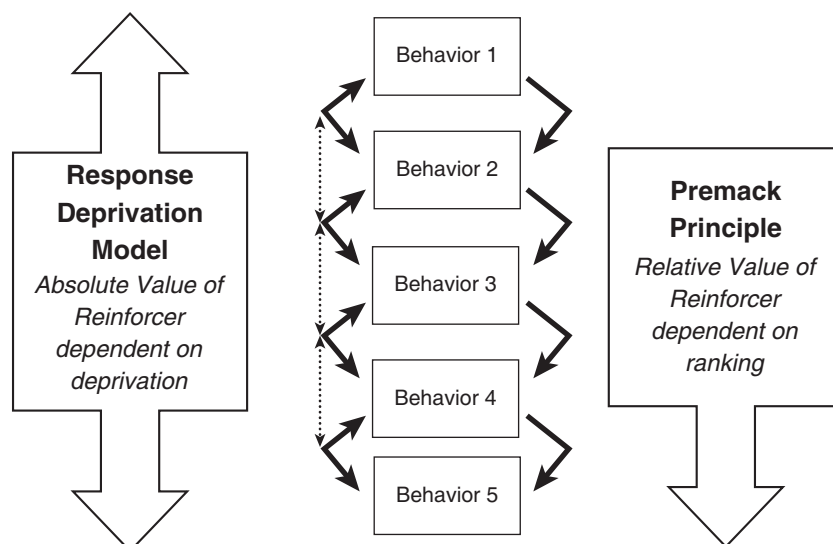 Response
Deprivation
Model
Absolute Value of
Reinforcer
dependent on
deprivation
Behavior 1
Behavior 2
Behavior 3
Behavior 4
Behavior 5
Premack
Principle
Relative Value of
Reinforcer
dependent on
ranking